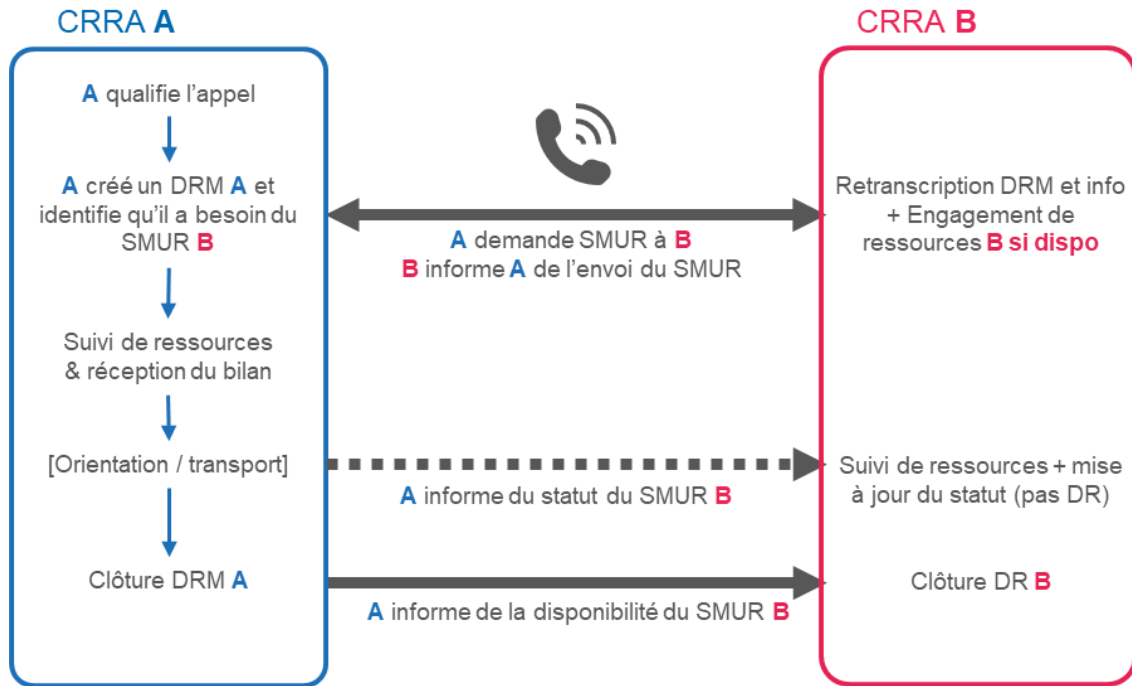 CRRA A
CRRA B
A qualifie l'appel
A créé un DRM A et
identifie qu'il a besoin du
SMUR B
Suivi de ressources
& réception du bilan
[Orientation / transport]
Clôture DRM A
A demande SMUR à B
B informe A de l'envoi du SMUR
A informe du statut du SMUR B
A informe de la disponibilité du SMUR B
Retranscription DRM et info
+ Engagement de
ressources B si dispo
Suivi de ressources + mise
à jour du statut (pas DR)
Clôture DR B